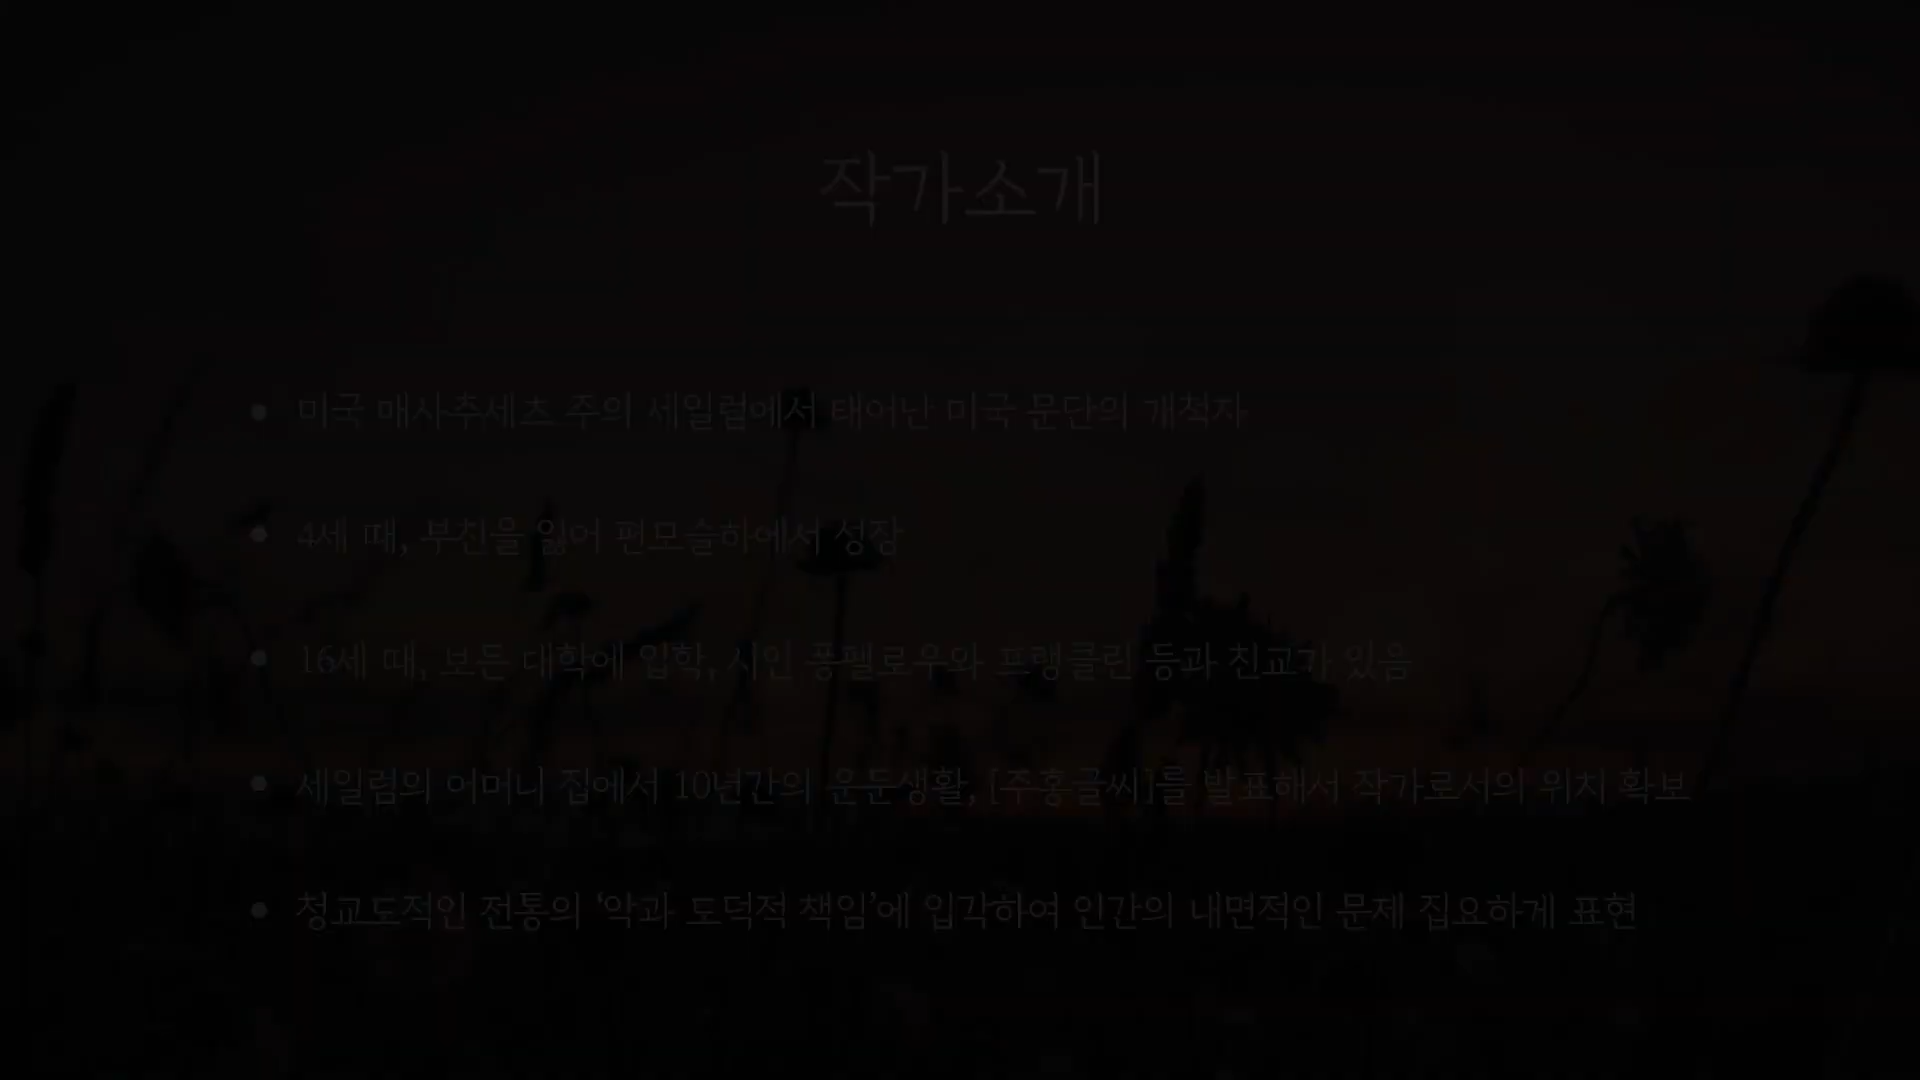 작가소개
미국 매사추세츠 주의 세일럼에서 태어난 미국 문단의 개척자
4세 때, 부친을 잃어 편모슬하에서 성장
16세 때, 보든 대학에 입학, 시인 퐁펠로우와 프랭클린 등과 친교가 있음
세일럼의 어머니 집에서 10년간의 운둔생활, [주홍글씨]를 발표해서 작가로서의 위치 확보
청교도적인 전통의 ‘악과 도덕적 책임’에 입각하여 인간의 내면적인 문제 집요하게 표현